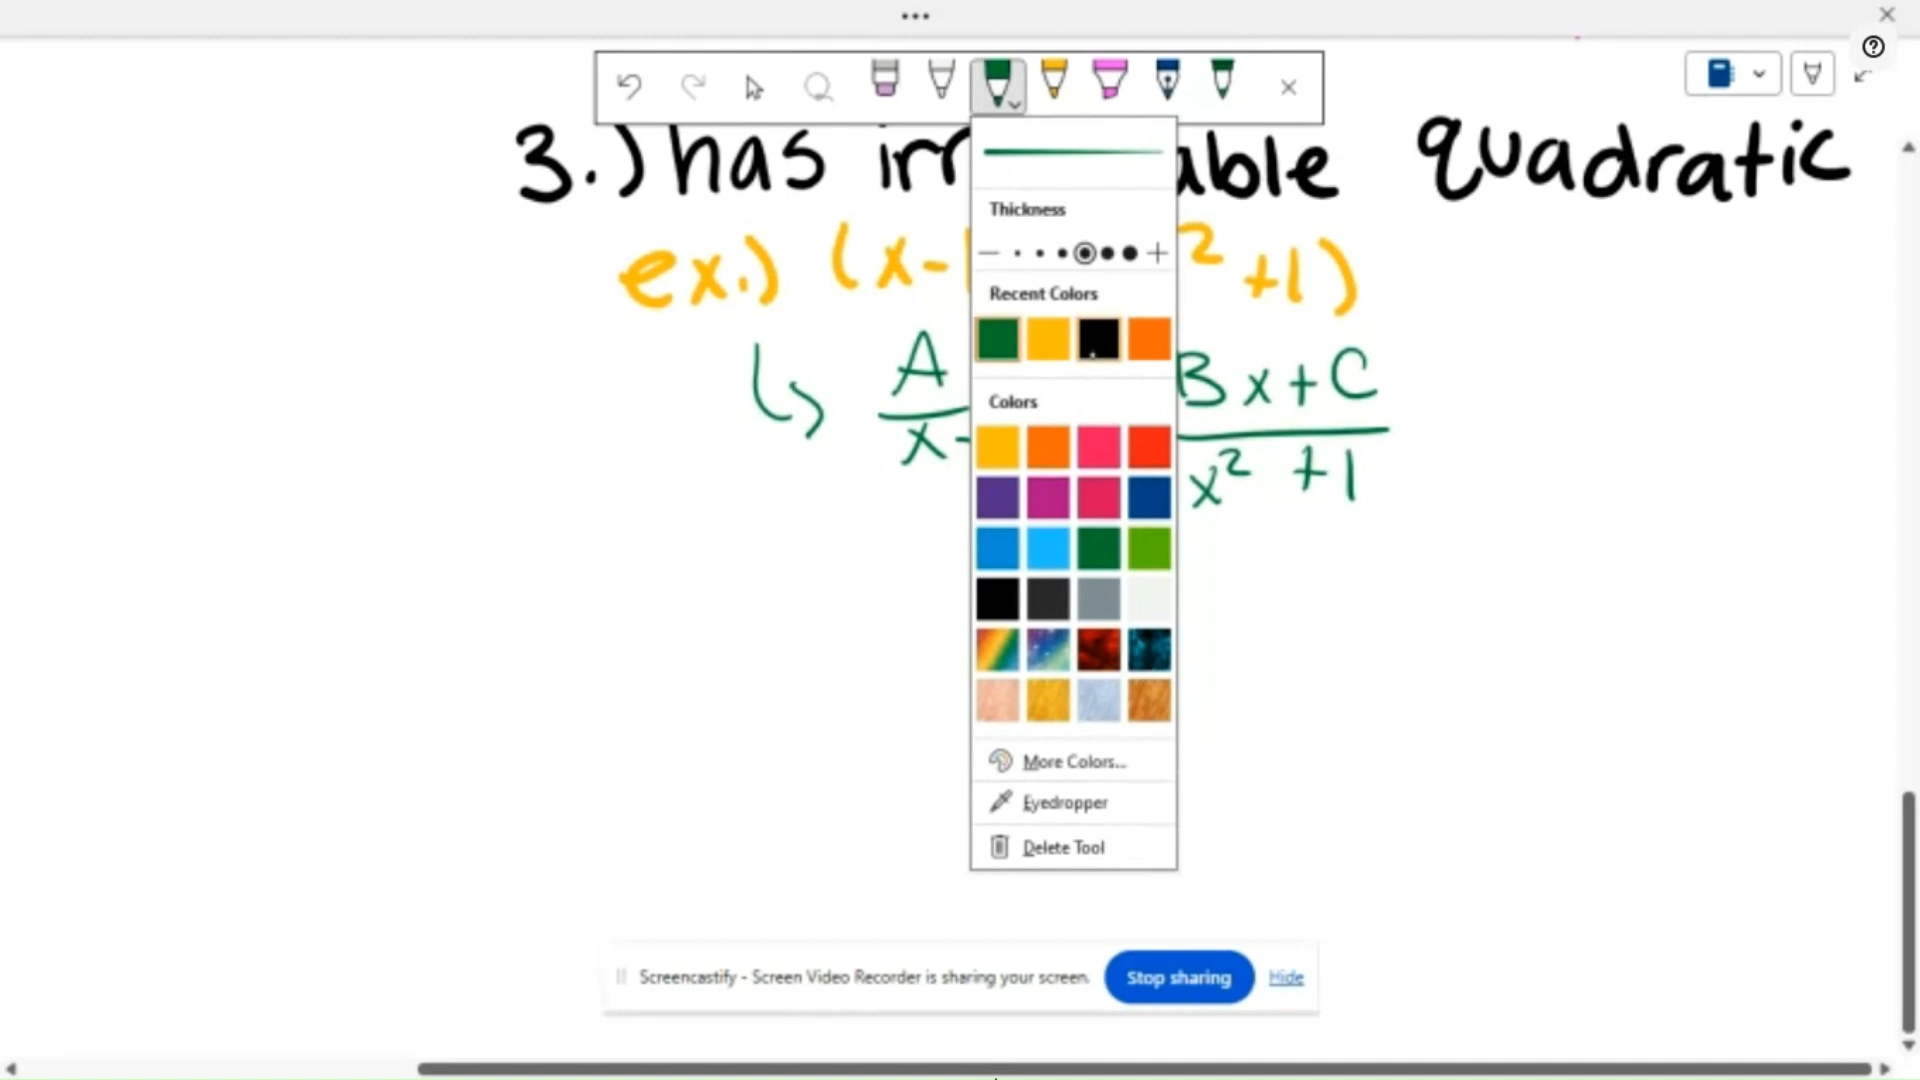 3.) has irr able quadratic
Thickness
ex.) (x- 2 +1)
Recent Colors
A Bx+C
x- x² +1
Colors
More Colors...
Eyedropper
Delete Tool
Screencastify - Screen Video Recorder is sharing your screen. Stop sharing Hide